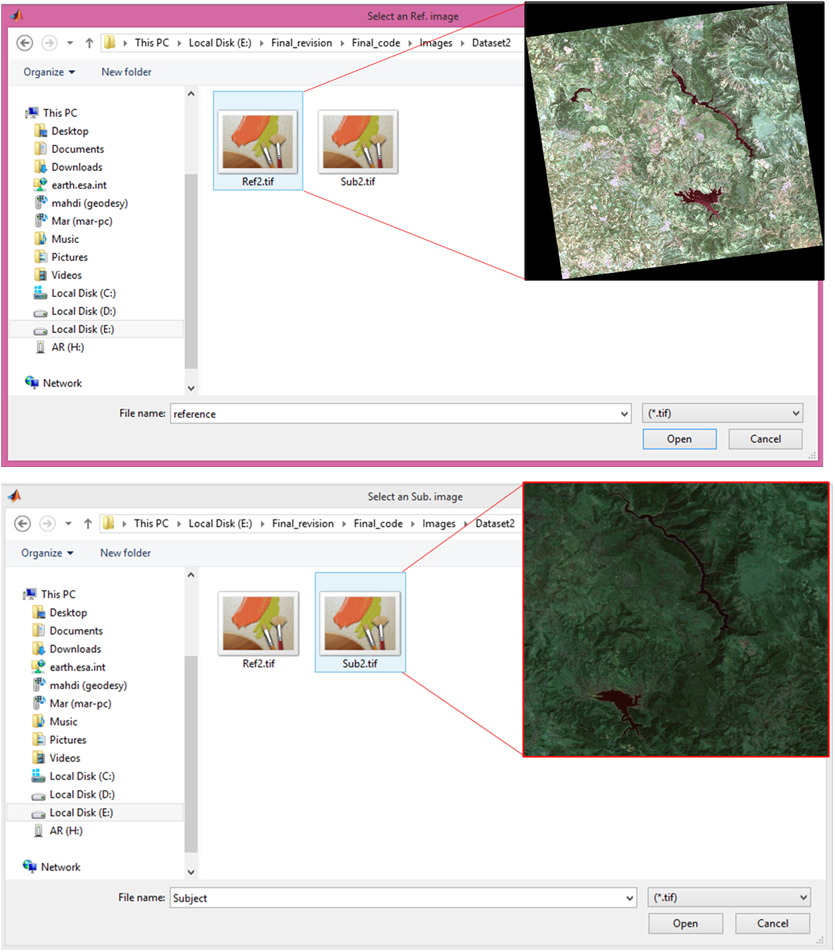 Select an Ref. image
This PC Local Disk (E:) Final_revision Final_code Images Dataset2
Organize New folder
This PC
Desktop
Documents
Downloads
earth.esa.int
mahdi (geodesy)
Mar (mar-pc)
Music
Pictures
Videos
Local Disk (C:)
Local Disk (D:)
Local Disk (E:)
AR (H:)
Network
Ref2.tif Sub2.tif
File name: reference (*.tif)
Open Cancel
Select an Sub. image
This PC Local Disk (E:) Final_revision Final_code Images Dataset2
Organize New folder
This PC
Desktop
Documents
Downloads
earth.esa.int
mahdi (geodesy)
Mar (mar-pc)
Music
Pictures
Videos
Local Disk (C:)
Local Disk (D:)
Local Disk (E:)
AR (H:)
Network
Ref2.tif Sub2.tif
File name: Subject (*.tif)
Open Cancel